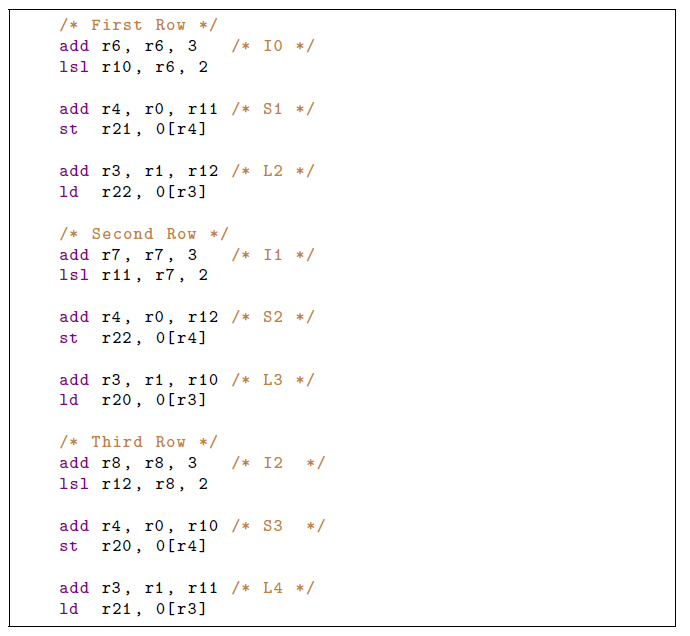 /* First Row */
add r6, r6, 3 /* I0 */
lsl r10, r6, 2
add r4, r0, r11 /* S1 */
st r21, 0[r4]
add r3, r1, r12 /* L2 */
ld r22, 0[r3]
/* Second Row */
add r7, r7, 3 /* I1 */
lsl r11, r7, 2
add r4, r0, r12 /* S2 */
st r22, 0[r4]
add r3, r1, r10 /* L3 */
ld r20, 0[r3]
/* Third Row */
add r8, r8, 3 /* I2 */
lsl r12, r8, 2
add r4, r0, r10 /* S3 */
st r20, 0[r4]
add r3, r1, r11 /* L4 */
ld r21, 0[r3]